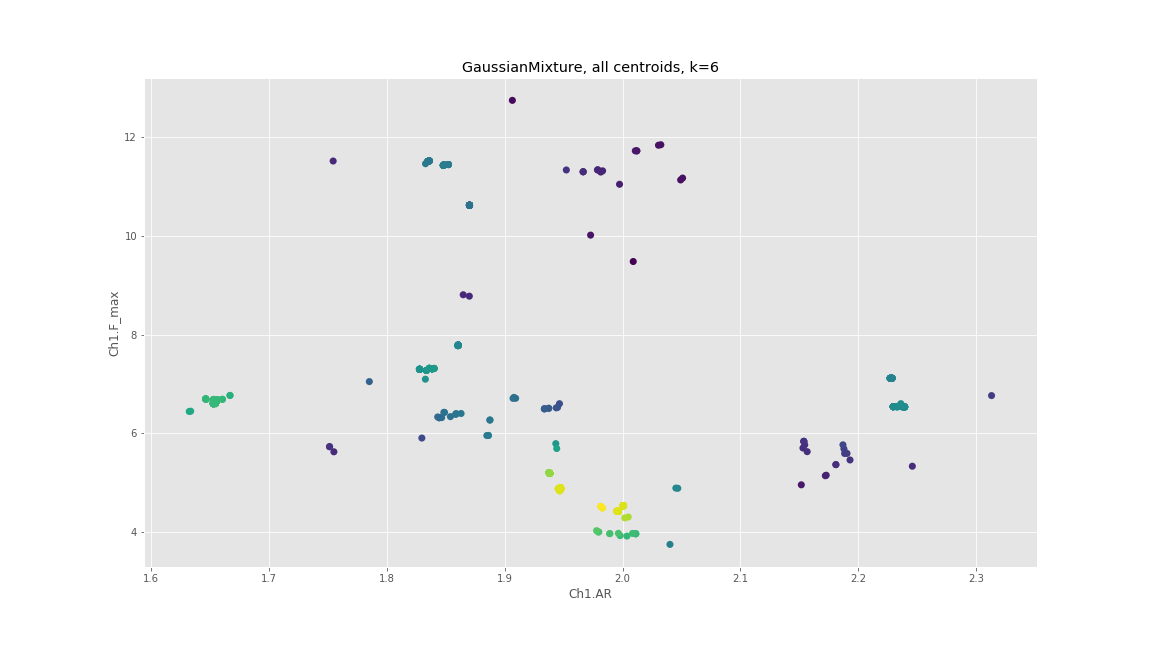 GaussianMixture, all centroids, k=6
12
10
8
6
4
Ch1.F_max
1.6 1.7 1.8 1.9 2.0 2.1 2.2 2.3
Ch1.AR